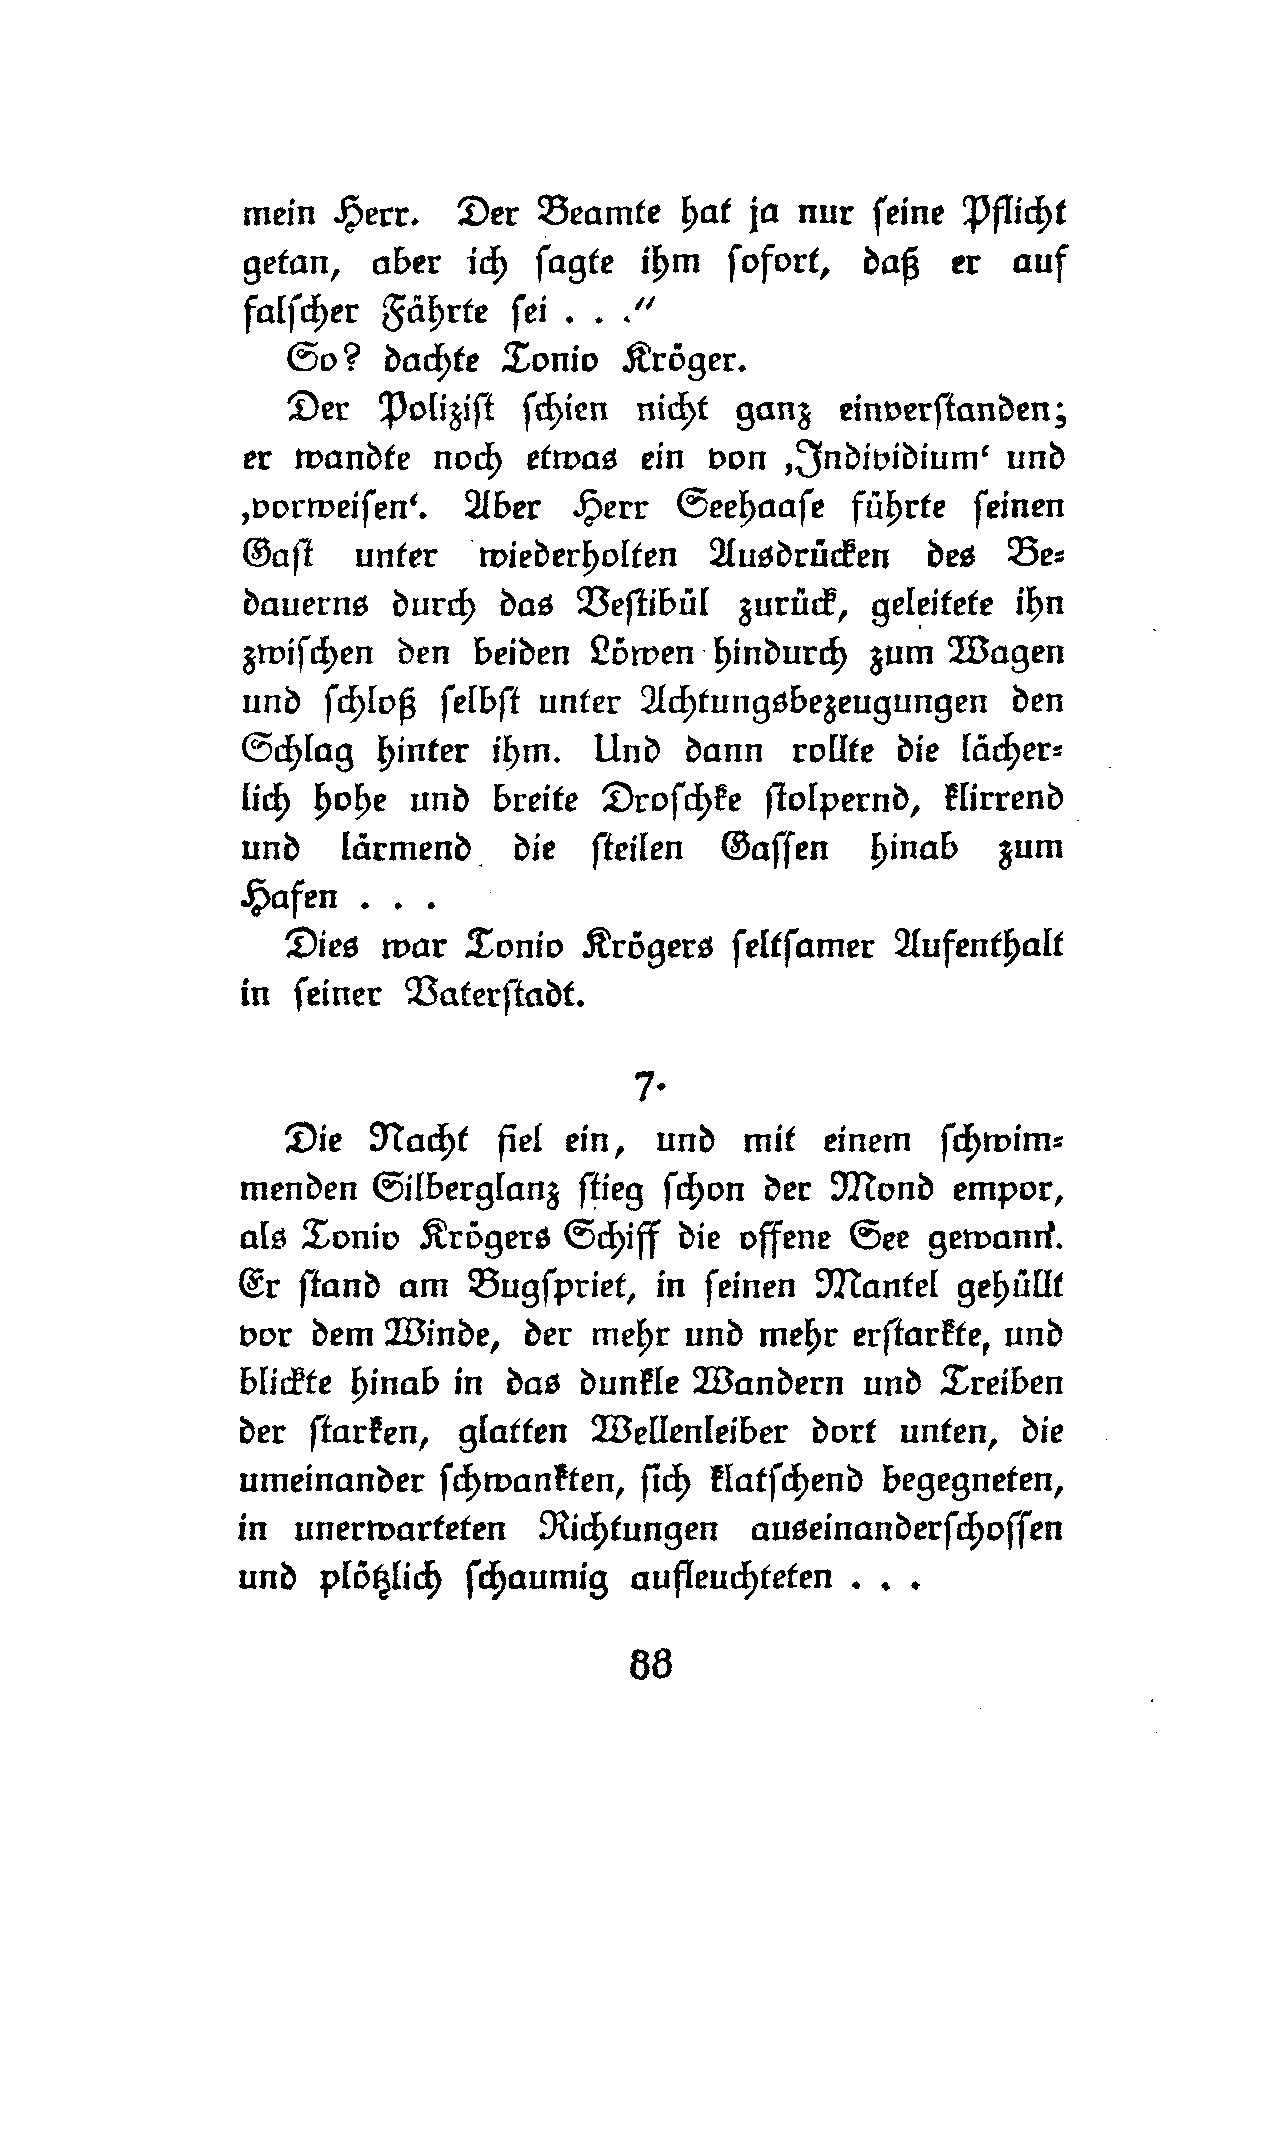 mein Herr. Der Beamte hat ja nur ſeine Pflicht
getan, aber ich ſagte ihm ſofort, daß er auf
falſcher Fährte ſei . . ."
So? dachte Tonio Kröger.
Der Poliziſt ſchien nicht ganz einverſtanden;
er wandte noch etwas ein von ‚Individium‘ und
‚vorweiſen‘. Aber Herr Seehaaſe führte ſeinen
Gaſt unter wiederholten Ausdrücken des Be-
dauerns durch das Veſtibül zurück, geleitete ihn
zwiſchen den beiden Löwen hindurch zum Wagen
und ſchloß ſelbſt unter Achtungsbezeugungen den
Schlag hinter ihm. Und dann rollte die lächer-
lich hohe und breite Droſchke ſtolpernd, klirrend
und lärmend die ſteilen Gaſſen hinab zum
Hafen . . .
Dies war Tonio Krögers ſeltſamer Aufenthalt
in ſeiner Vaterſtadt.
7.
Die Nacht fiel ein, und mit einem ſchwim-
menden Silberglanz ſtieg ſchon der Mond empor,
als Tonio Krögers Schiff die offene See gewann.
Er ſtand am Bugſpriet, in ſeinen Mantel gehüllt
vor dem Winde, der mehr und mehr erſtarkte, und
blickte hinab in das dunkle Wandern und Treiben
der ſtarken, glatten Wellenleiber dort unten, die
umeinander ſchwankten, ſich klatſchend begegneten,
in unerwarteten Richtungen auseinanderſchoſſen
und plötzlich ſchaumig aufleuchteten . . .
88